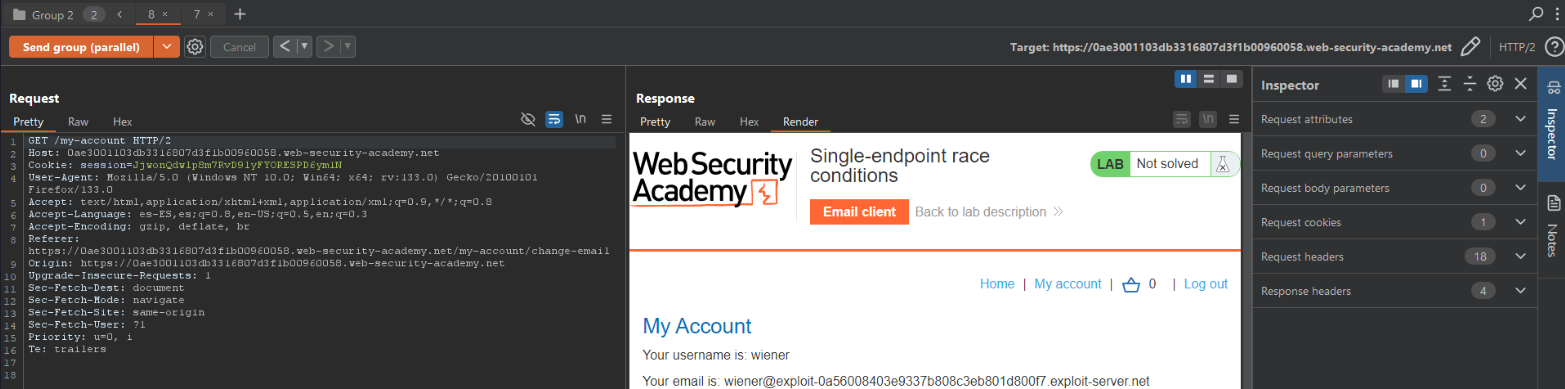 Group 2 2 < 8 × 7 × +
Send group (parallel) Cancel < > Target: https://0ae3001103db3316807d3f1b00960058.web-security-academy.net HTTP/2 ?
Request
Pretty Raw Hex \n
1 GET /my-account HTTP/2
2 Host: 0ae3001103db3316807d3f1b00960058.web-security-academy.net
3 Cookie: session=JjwonQdwlp8m7RvD9lyFYORESPD6ymlN
4 User-Agent: Mozilla/5.0 (Windows NT 10.0; Win64; x64; rv:133.0) Gecko/20100101
Firefox/133.0
5 Accept: text/html,application/xhtml+xml,application/xml;q=0.9,*/*;q=0.8
6 Accept-Language: es-ES,es;q=0.8,en-US;q=0.5,en;q=0.3
7 Accept-Encoding: gzip, deflate, br
8 Referer:
https://0ae3001103db3316807d3f1b00960058.web-security-academy.net/my-account/change-email
9 Origin: https://0ae3001103db3316807d3f1b00960058.web-security-academy.net
10 Upgrade-Insecure-Requests: 1
11 Sec-Fetch-Dest: document
12 Sec-Fetch-Mode: navigate
13 Sec-Fetch-Site: same-origin
14 Sec-Fetch-User: ?1
15 Priority: u=0, i
16 Te: trailers
17
18
Response
Pretty Raw Hex Render \n
WebSecurity
Academy
Single-endpoint race
conditions
LAB Not solved
Email client Back to lab description
Home | My account | 0 | Log out
My Account
Your username is: wiener
Your email is: wiener@exploit-0a56008403e9337b808c3eb801d800f7.exploit-server.net
Inspector
Request attributes 2
Request query parameters 0
Request body parameters 0
Request cookies 1
Request headers 18
Response headers 4
Inspector
Notes